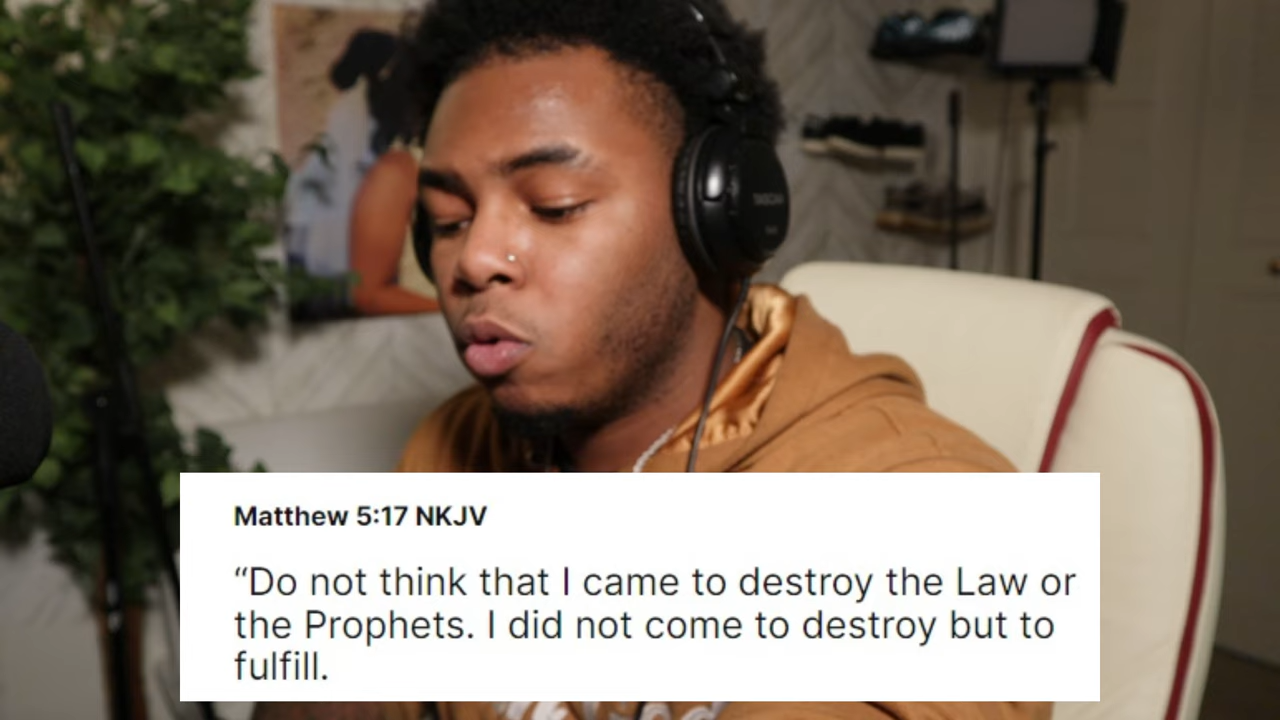 TASCAM
Matthew 5:17 NKJV
“Do not think that I came to destroy the Law or
the Prophets. I did not come to destroy but to
fulfill.